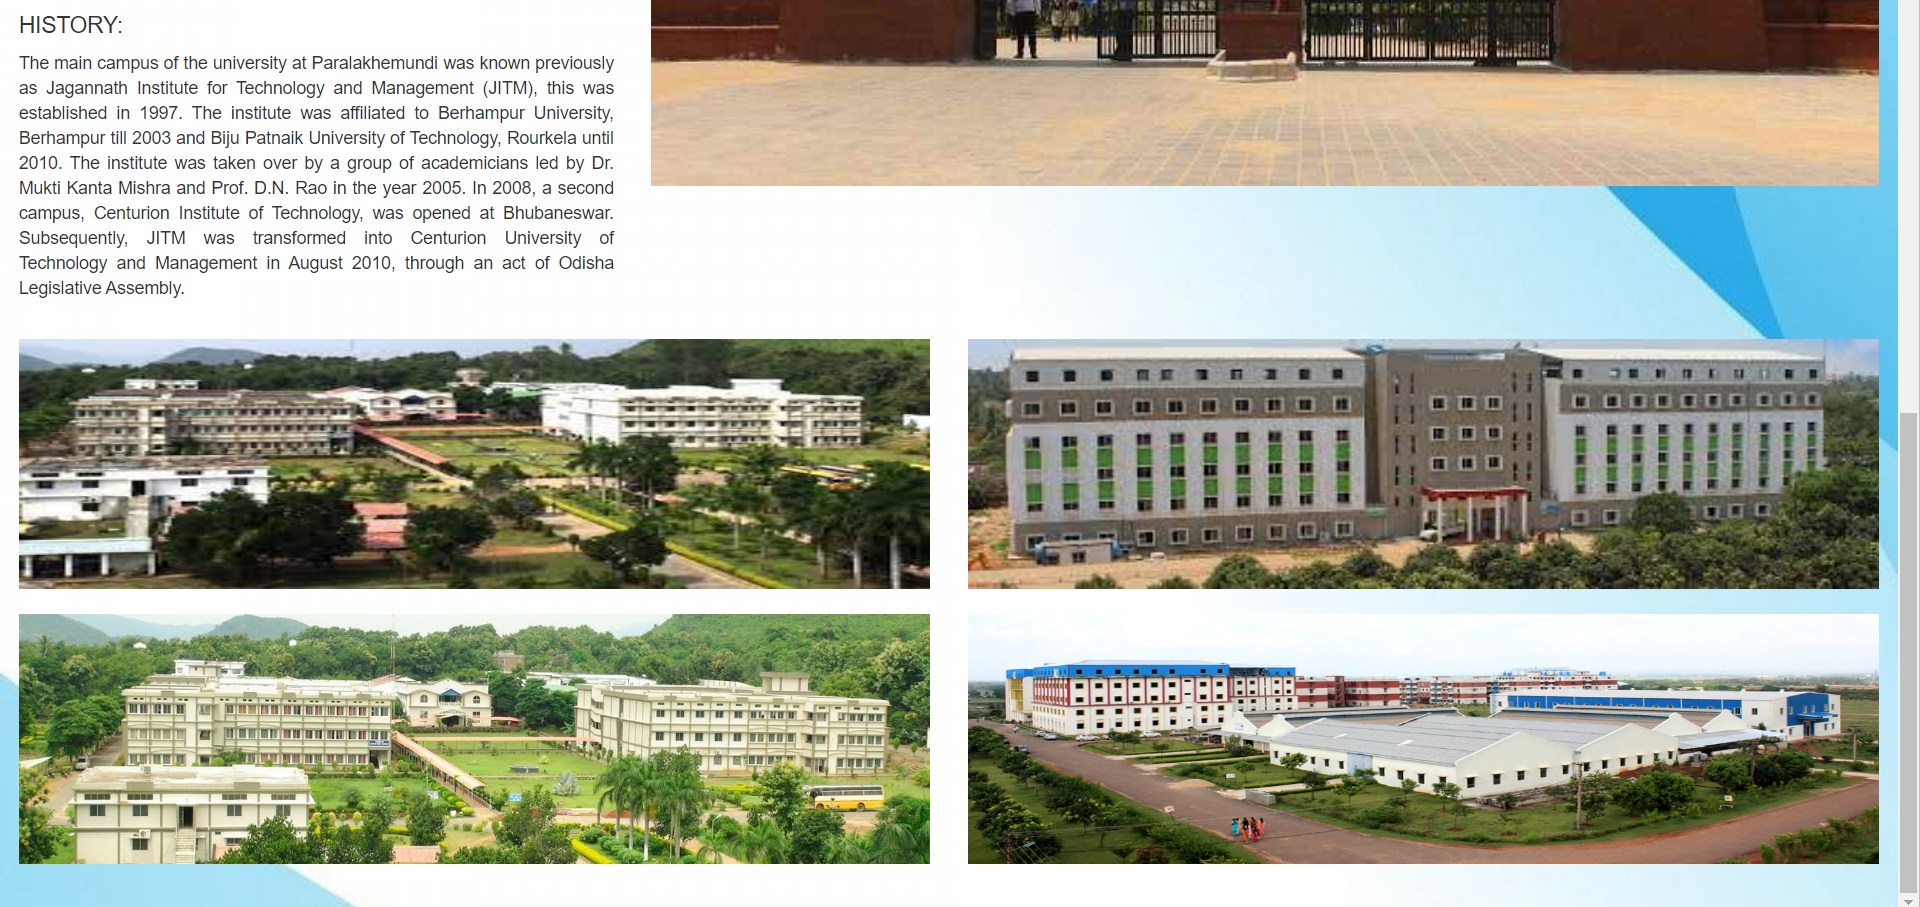 HISTORY:
The main campus of the university at Paralakhemundi was known previously
as Jagannath Institute for Technology and Management (JITM), this was
established in 1997. The institute was affiliated to Berhampur University,
Berhampur till 2003 and Biju Patnaik University of Technology, Rourkela until
2010. The institute was taken over by a group of academicians led by Dr.
Mukti Kanta Mishra and Prof. D.N. Rao in the year 2005. In 2008, a second
campus, Centurion Institute of Technology, was opened at Bhubaneswar.
Subsequently, JITM was transformed into Centurion University of
Technology and Management in August 2010, through an act of Odisha
Legislative Assembly.